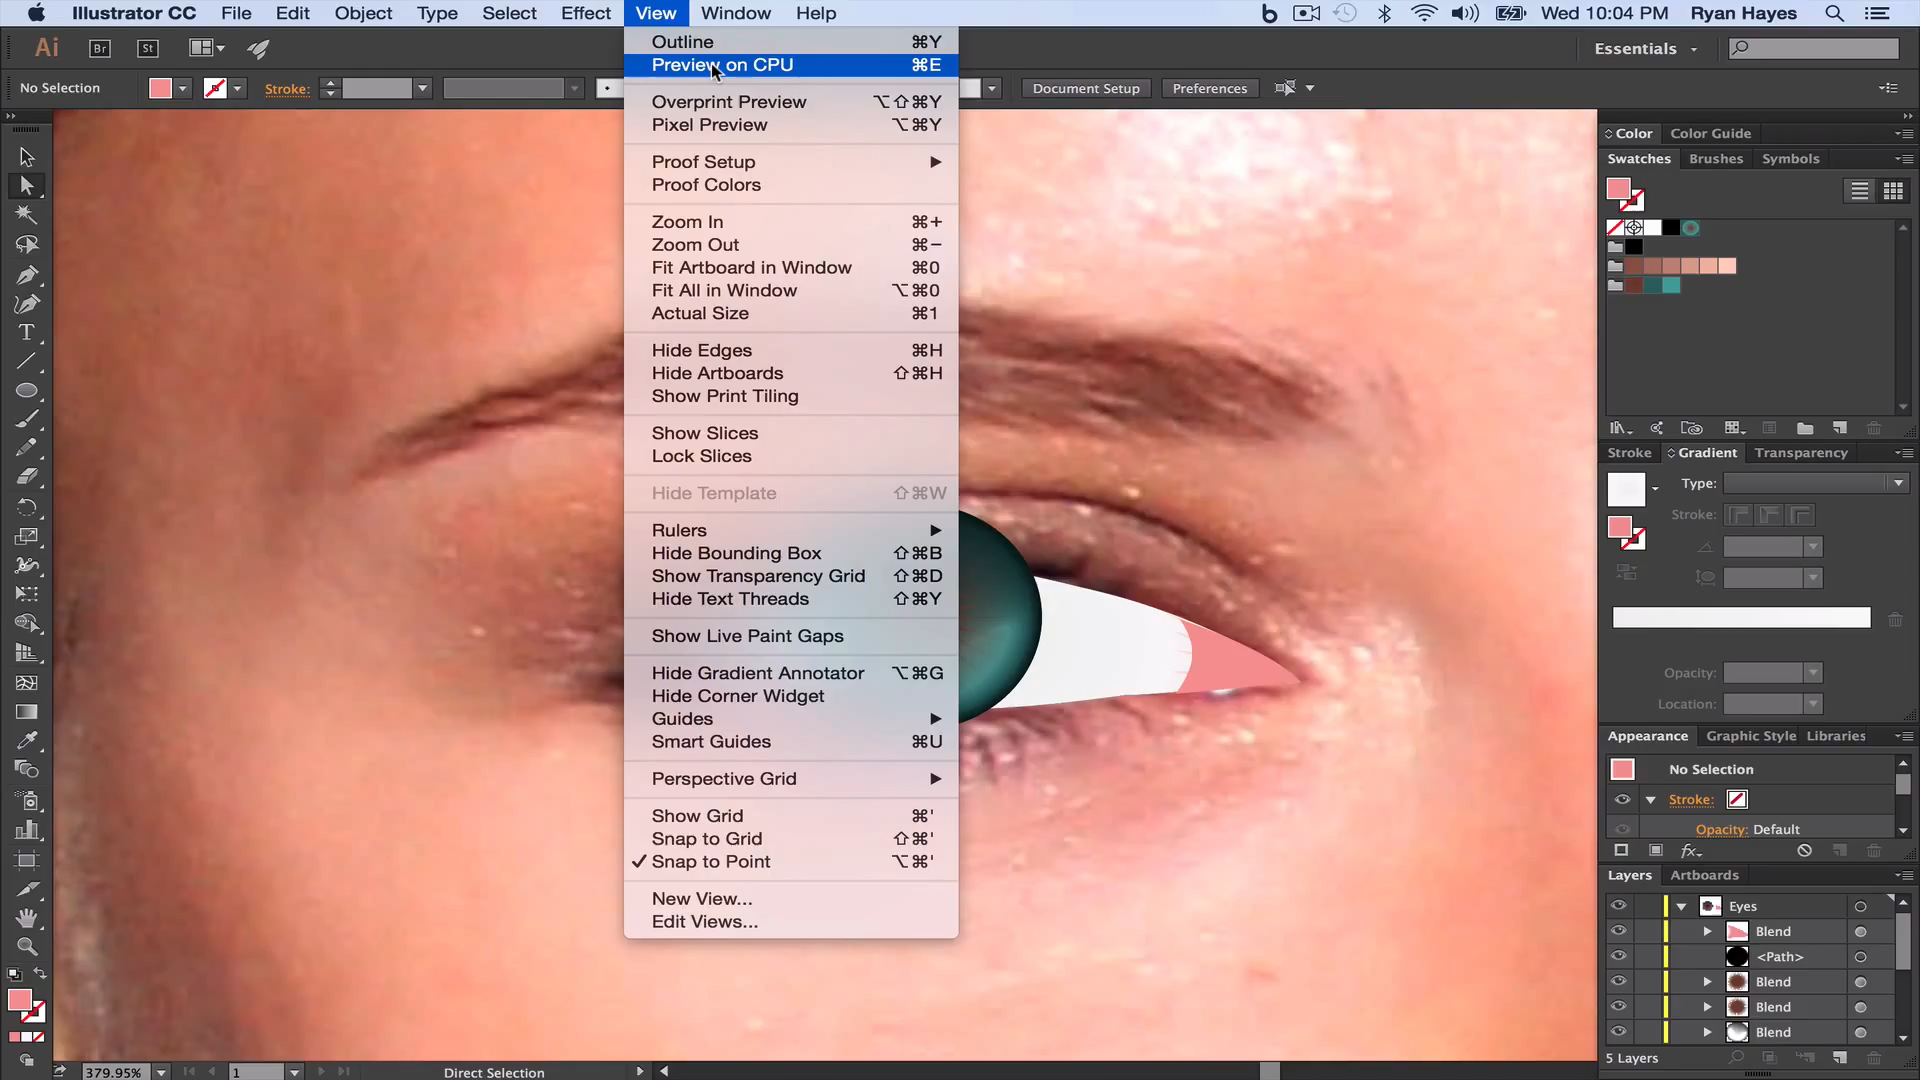 Illustrator CC File Edit Object Type Select Effect View Window Help Wed 10:04 PM Ryan Hayes
Ai Br St Essentials
No Selection Stroke: Document Setup Preferences
Outline ⌘Y
Preview on CPU ⌘E
Overprint Preview ⌥⇧⌘Y
Pixel Preview ⌥⌘Y
Proof Setup
Proof Colors
Zoom In ⌘+
Zoom Out ⌘−
Fit Artboard in Window ⌘0
Fit All in Window ⌥⌘0
Actual Size ⌘1
Hide Edges ⌘H
Hide Artboards ⇧⌘H
Show Print Tiling
Show Slices
Lock Slices
Hide Template ⇧⌘W
Rulers
Hide Bounding Box ⇧⌘B
Show Transparency Grid ⇧⌘D
Hide Text Threads ⇧⌘Y
Show Live Paint Gaps
Hide Gradient Annotator ⌥⌘G
Hide Corner Widget
Guides
Smart Guides ⌘U
Perspective Grid
Show Grid ⌘'
Snap to Grid ⇧⌘'
Snap to Point ⌥⌘'
New View...
Edit Views...
Color Color Guide
Swatches Brushes Symbols
Stroke Gradient Transparency
Type:
Stroke:
Opacity:
Location:
Appearance Graphic Style Libraries
No Selection
Stroke:
Opacity: Default
fx
Layers Artboards
Eyes
Blend
<Path>
Blend
Blend
Blend
5 Layers
379.95% 1 Direct Selection